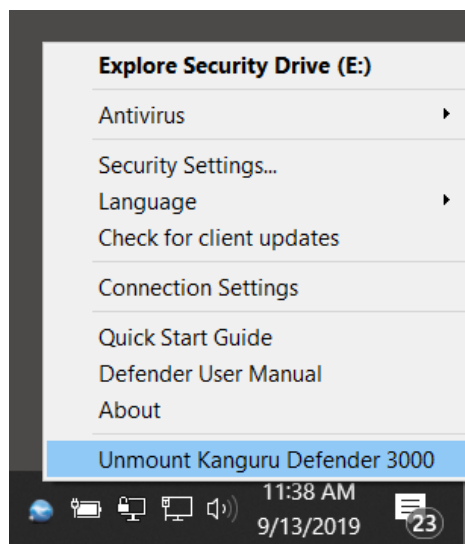 Explore Security Drive (E:)
Antivirus
Security Settings...
Language
Check for client updates
Connection Settings
Quick Start Guide
Defender User Manual
About
Unmount Kanguru Defender 3000
11:38 AM
9/13/2019
23